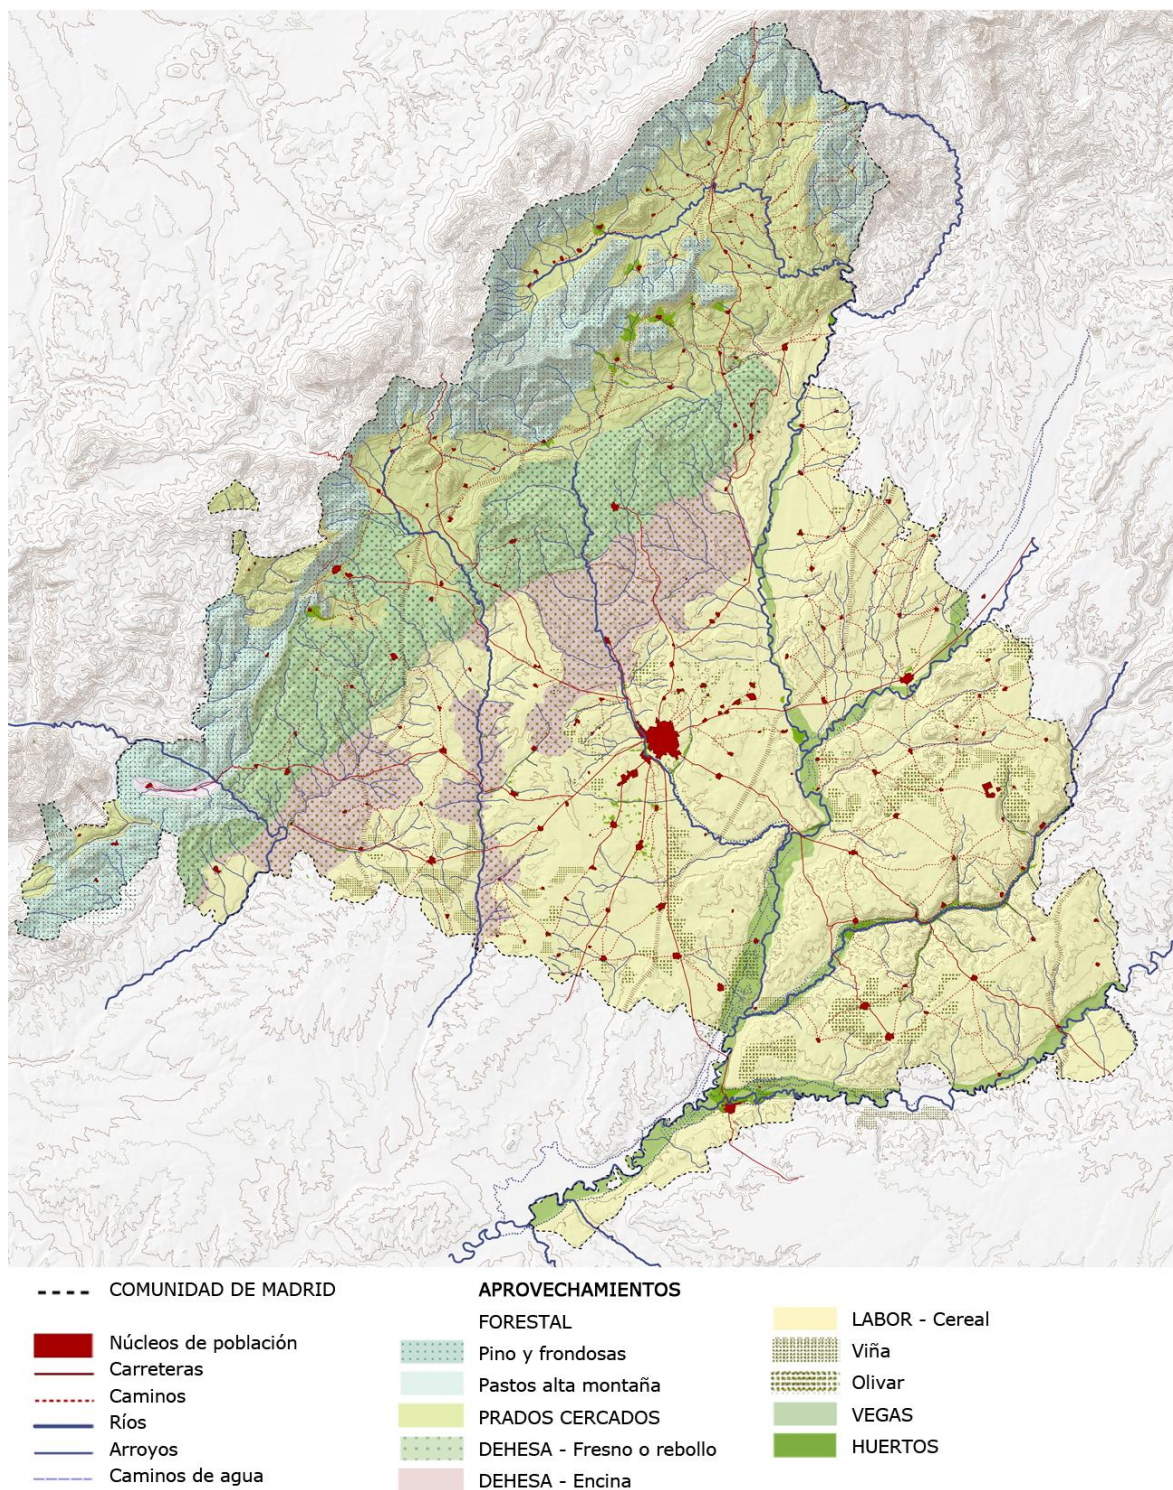 COMUNIDAD DE MADRID
Núcleos de población
Carreteras
Caminos
Ríos
Arroyos
Caminos de agua
APROVECHAMIENTOS
FORESTAL
Pino y frondosas
Pastos alta montaña
PRADOS CERCADOS
DEHESA - Fresno o rebollo
DEHESA - Encina
LABOR - Cereal
Viña
Olivar
VEGAS
HUERTOS